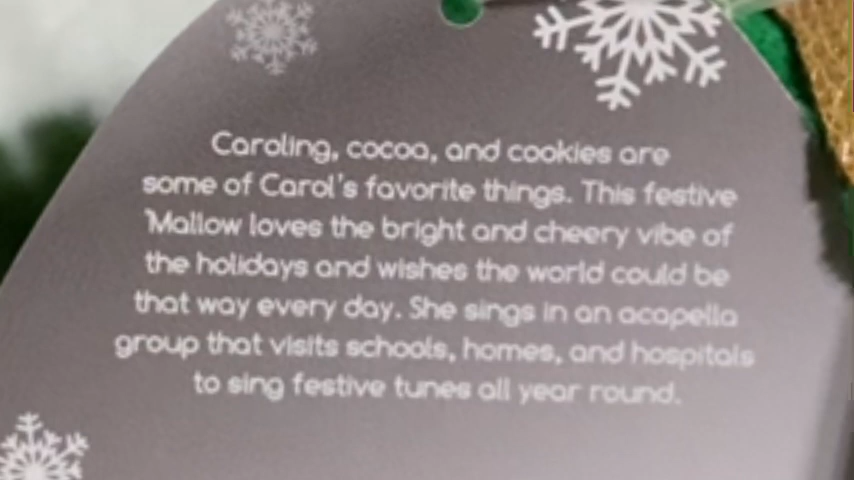 Caroling, cocoa, and cookies are
some of Carol's favorite things. This festive
'Mallow loves the bright and cheery vibe of
the holidays and wishes the world could be
that way every day. She sings in an acapella
group that visits schools, homes, and hospitals
to sing festive tunes all year round.